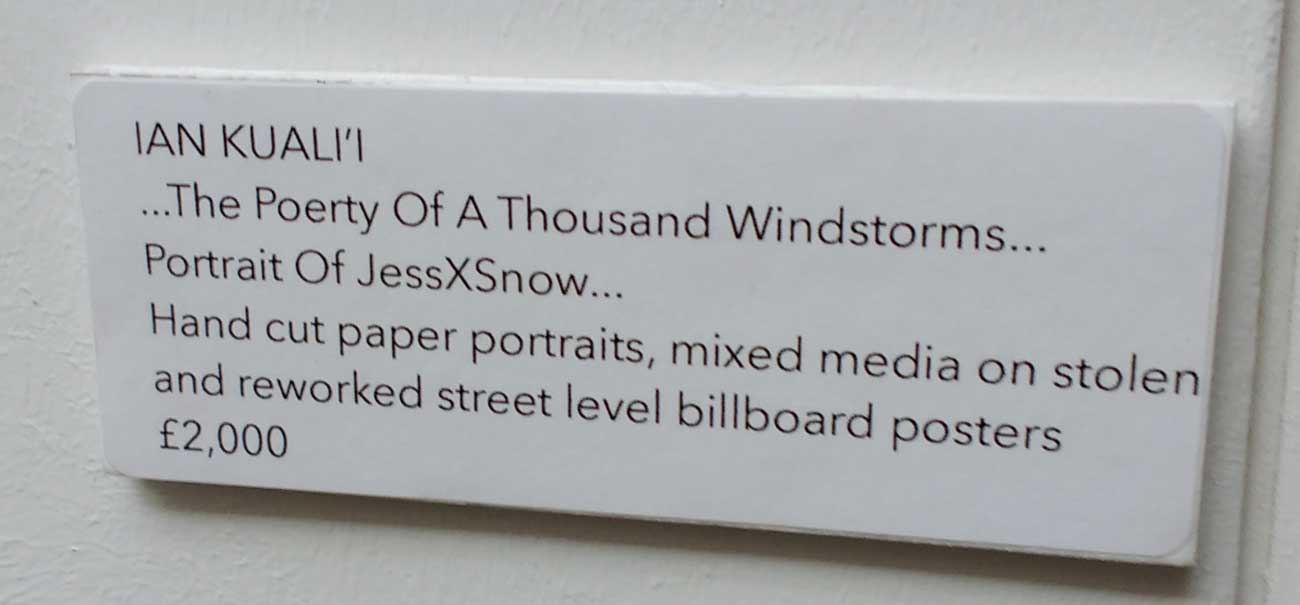 IAN KUALI'I
...The Poerty Of A Thousand Windstorms...
Portrait Of JessXSnow...
Hand cut paper portraits, mixed media on stolen
and reworked street level billboard posters
£2,000